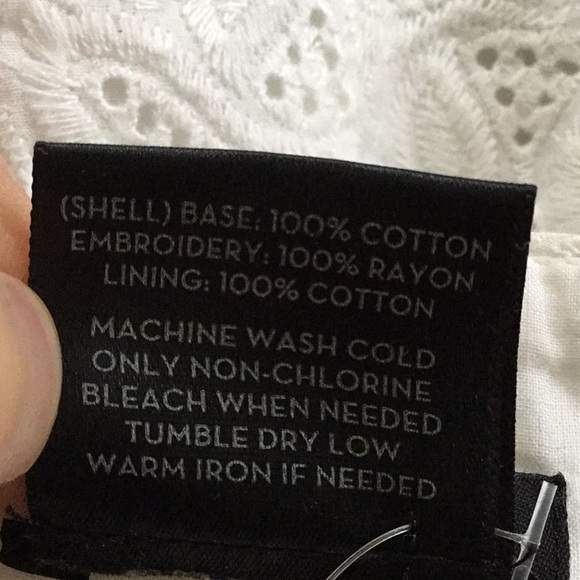 (SHELL) BASE: 100% COTTON
EMBROIDERY: 100% RAYON
LINING: 100% COTTON
MACHINE WASH COLD
ONLY NON-CHLORINE
BLEACH WHEN NEEDED
TUMBLE DRY LOW
WARM IRON IF NEEDED